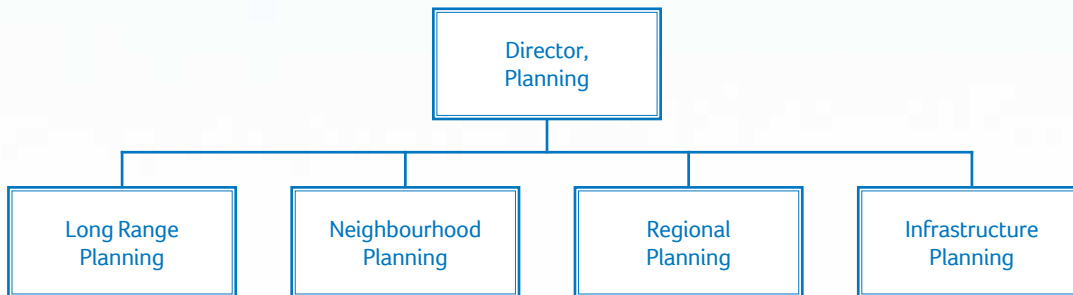 Director,
Planning
Long Range
Planning
Neighbourhood
Planning
Regional
Planning
Infrastructure
Planning